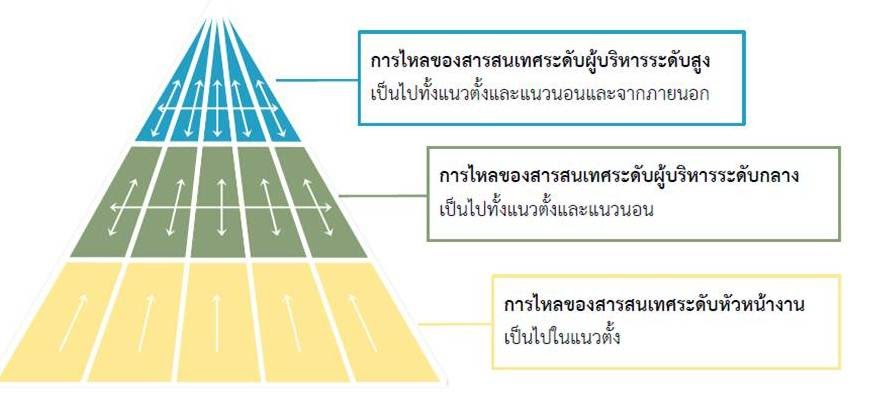 การไหลของสารสนเทศระดับผู้บริหารระดับสูง
เป็นไปทั้งแนวตั้งและแนวนอนและจากภายนอก
การไหลของสารสนเทศระดับผู้บริหารระดับกลาง
เป็นไปทั้งแนวตั้งและแนวนอน
การไหลของสารสนเทศระดับหัวหน้างาน
เป็นไปในแนวตั้ง